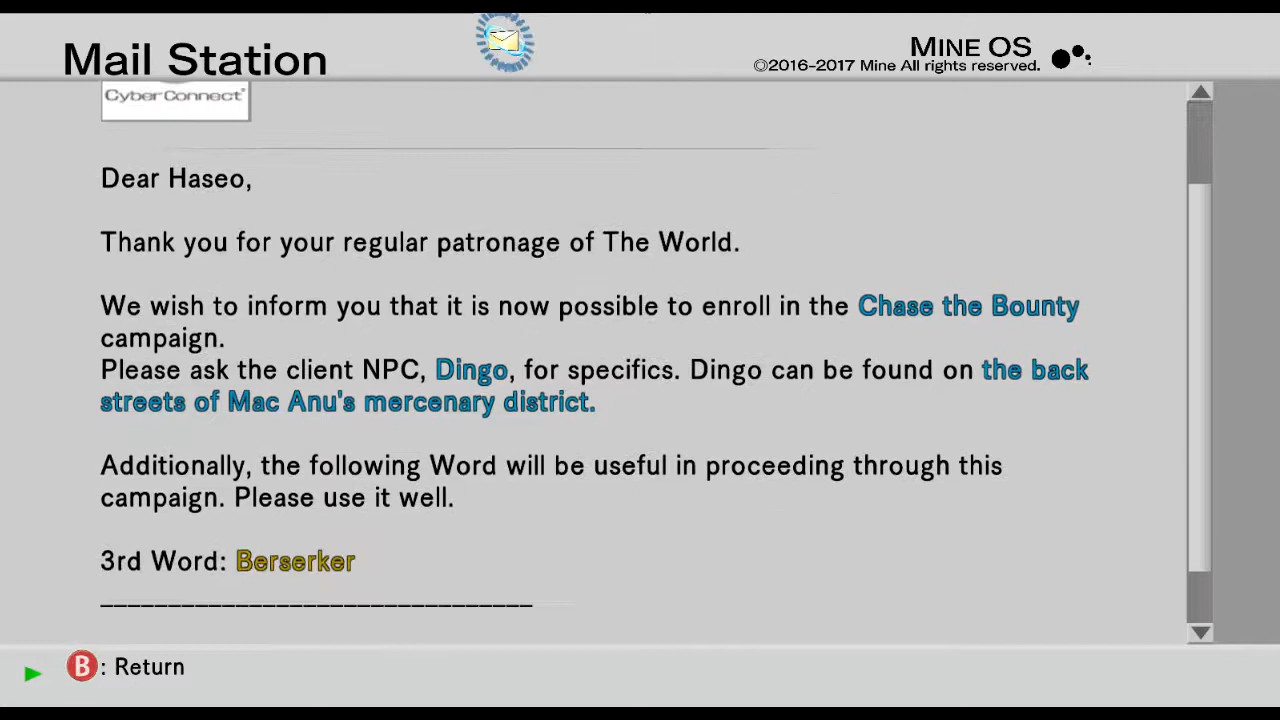 Mail Station
MINE OS
©2016-2017 Mine All rights reserved.
CyberConnect
Dear Haseo,
Thank you for your regular patronage of The World.
We wish to inform you that it is now possible to enroll in the Chase the Bounty
campaign.
Please ask the client NPC, Dingo, for specifics. Dingo can be found on the back
streets of Mac Anu's mercenary district.
Additionally, the following Word will be useful in proceeding through this
campaign. Please use it well.
3rd Word: Berserker
________________________________
B: Return